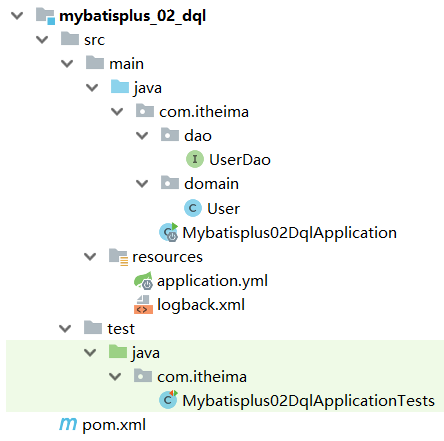 mybatisplus_02_dql
src
main
java
com.itheima
dao
I UserDao
domain
C User
C Mybatisplus02DqlApplication
resources
application.yml
logback.xml
test
java
com.itheima
C Mybatisplus02DqlApplicationTests
m pom.xml